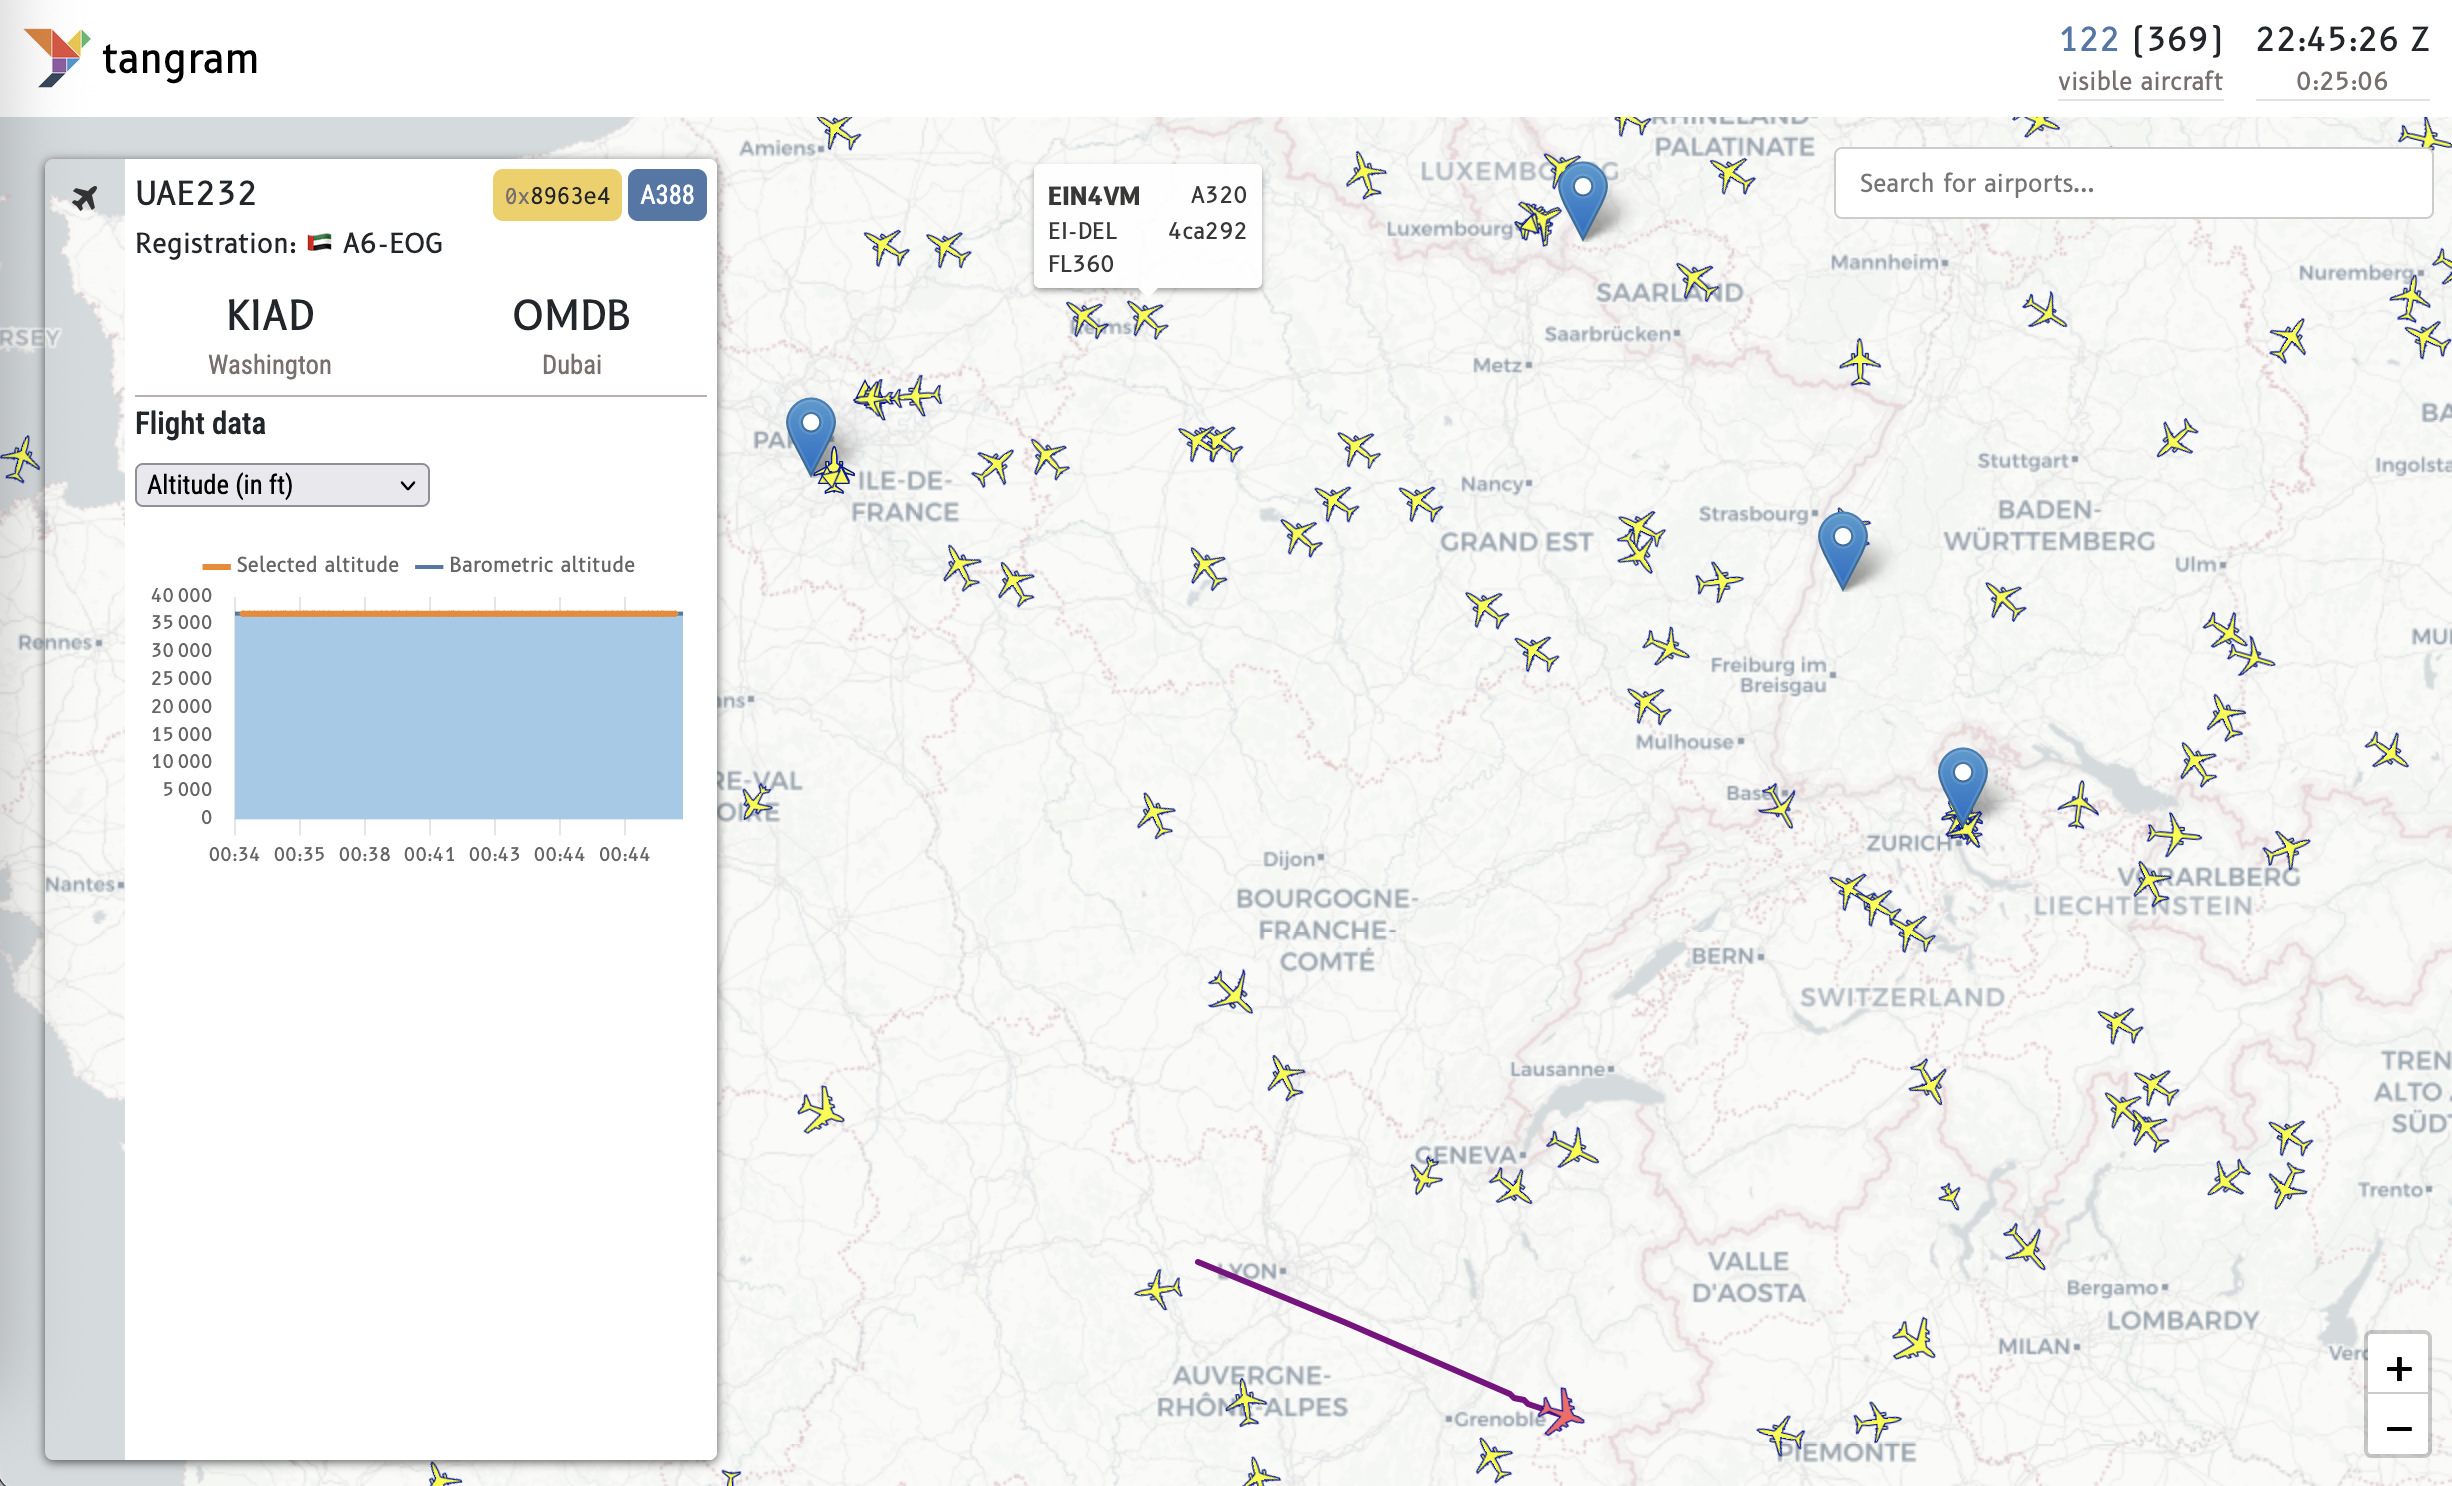 tangram
122 (369)
visible aircraft
22:45:26 Z
0:25:06
Search for airports...
UAE232
0x8963e4
A388
Registration: A6-EOG
KIAD
Washington
OMDB
Dubai
Flight data
Altitude (in ft)
Selected altitude
Barometric altitude
40 000
35 000
30 000
25 000
20 000
15 000
10 000
5 000
0
00:34 00:35 00:38 00:41 00:43 00:44 00:44
EIN4VM A320
EI-DEL 4ca292
FL360
Amiens
LUXEMBO G
Luxembourg
RHINELAND-
PALATINATE
Mannheim
Nuremberg
SAARLAND
Saarbrücken
Metz
Reims
RSEY
PA
ILE-DE-
FRANCE
Nancy
GRAND EST
Strasbourg
Stuttgart
BADEN-
WÜRTTEMBERG
Ulm
BA
Ingolsta
MU
Rennes
Nantes
ns
RE-VAL
OIRE
Freiburg im
Breisgau
Mulhouse
Basel
ZURICH
VORARLBERG
LIECHTENSTEIN
Dijon
BOURGOGNE-
FRANCHE-
COMTÉ
BERN
SWITZERLAND
Lausanne
GENEVA
TREN
ALTO
SÜDT
Trento
VALLE
D'AOSTA
Bergamo
LOMBARDY
MILAN
Verc
LYON
AUVERGNE-
RHÔNE-ALPES
Grenoble
PIEMONTE
+
−